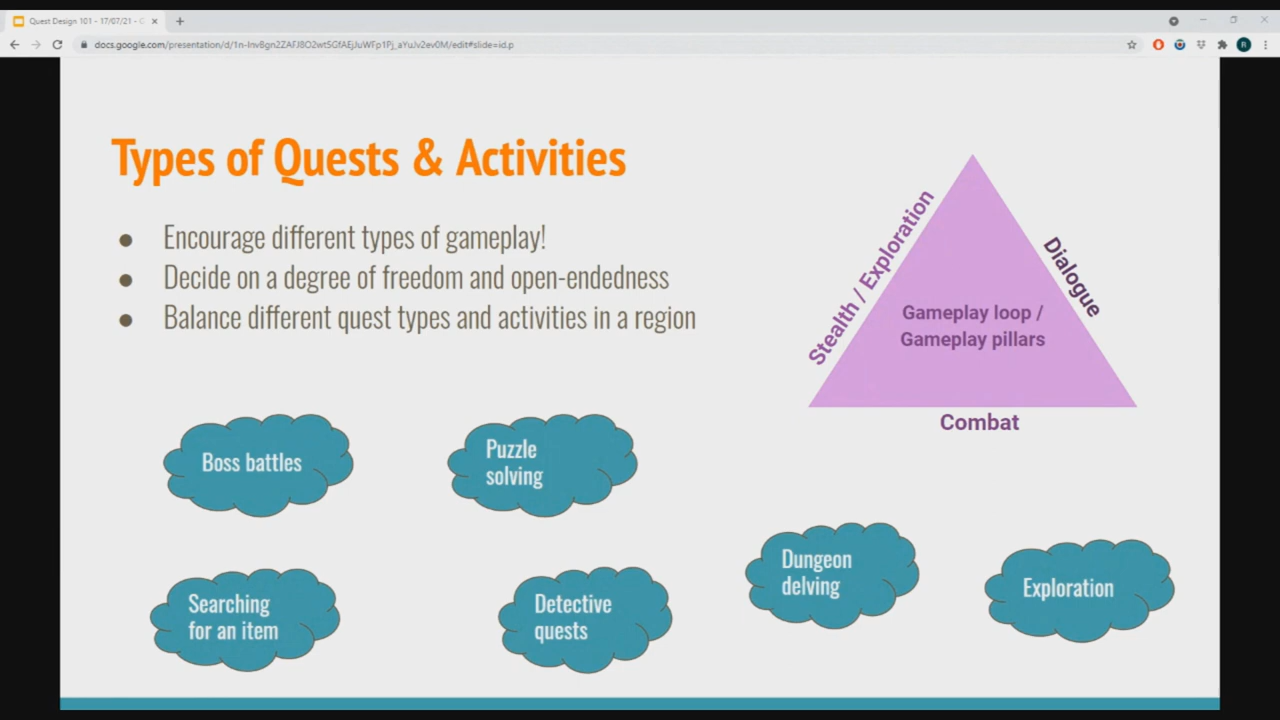 Quest Design 101 - 17/07/21 - G
Types of Quests & Activities
Encourage different types of gameplay!
Decide on a degree of freedom and open-endedness
Balance different quest types and activities in a region
Stealth / Exploration
Dialogue
Gameplay loop /
Gameplay pillars
Combat
Boss battles
Puzzle
solving
Searching
for an item
Detective
quests
Dungeon
delving
Exploration